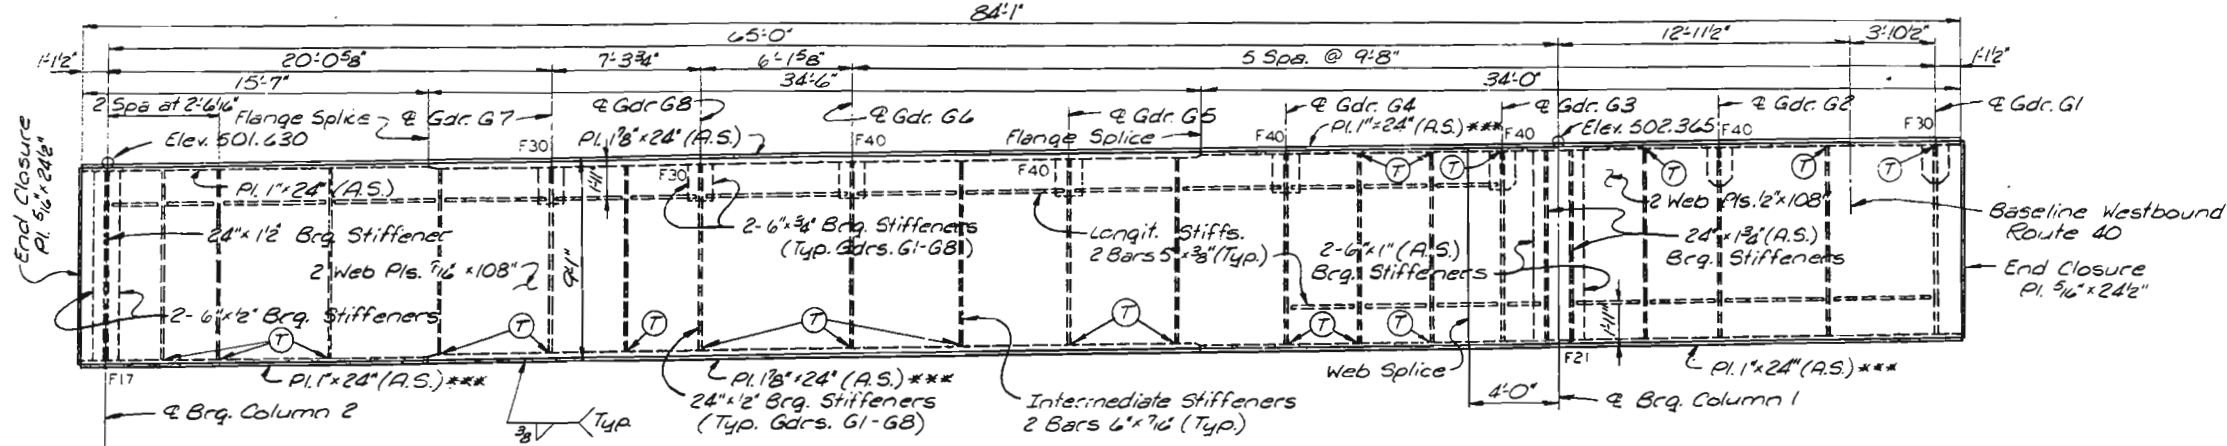 84'-1"
65'-0"
12'-11½"
3'-10½"
1'-1½"
20'-0⅝"
7'-3¾"
6'-1⅝"
5 Spa. @ 9'-8"
1'-1½"
15'-7"
34'-6"
34'-0"
2 Spa at 2'-6⅟16"
Flange Splice
℄ Gdr. G7
℄ Gdr G8
℄ Gdr. G6
℄ Gdr. G5
℄ Gdr. G4
℄ Gdr. G3
℄ Gdr. G2
℄ Gdr. G1
Elev. 501.630
F30
Pl. 1⅞"×24" (A.S.)
F40
Flange Splice
F40
Pl. 1"×24" (A.S.) ***
F40
Elev. 502.365
F40
F30
End Closure
Pl. 5/16"×24½"
Pl. 1"×24" (A.S.)
1'-11"
F30
F40
T
T
T
T
T
24"×1½" Brg. Stiffener
2-6"×¾" Brg. Stiffeners
(Typ. Gdrs. G1-G8)
Longit. Stiffs.
2 Bars 5"×⅜" (Typ.)
2-6"×1" (A.S.)
Brg. Stiffeners
2 Web Pls. ½"×108"
24"×1¾" (A.S.)
Brg. Stiffeners
Baseline Westbound
Route 40
2 Web Pls. 7/16"×108"
9'-1"
End Closure
Pl. 5/16"×24½"
2-6"×½" Brg. Stiffeners
1'-11"
T
T
T
T
T
T
T
F17
Pl. 1"×24" (A.S.) ***
Pl. 1⅞"×24" (A.S.) ***
Web Splice
F21
Pl. 1"×24" (A.S.) ***
℄ Brg. Column 2
⅜
Typ.
24"×½" Brg. Stiffeners
(Typ. Gdrs. G1-G8)
Intermediate Stiffeners
2 Bars 6"×7/16" (Typ.)
4'-0"
℄ Brg. Column 1